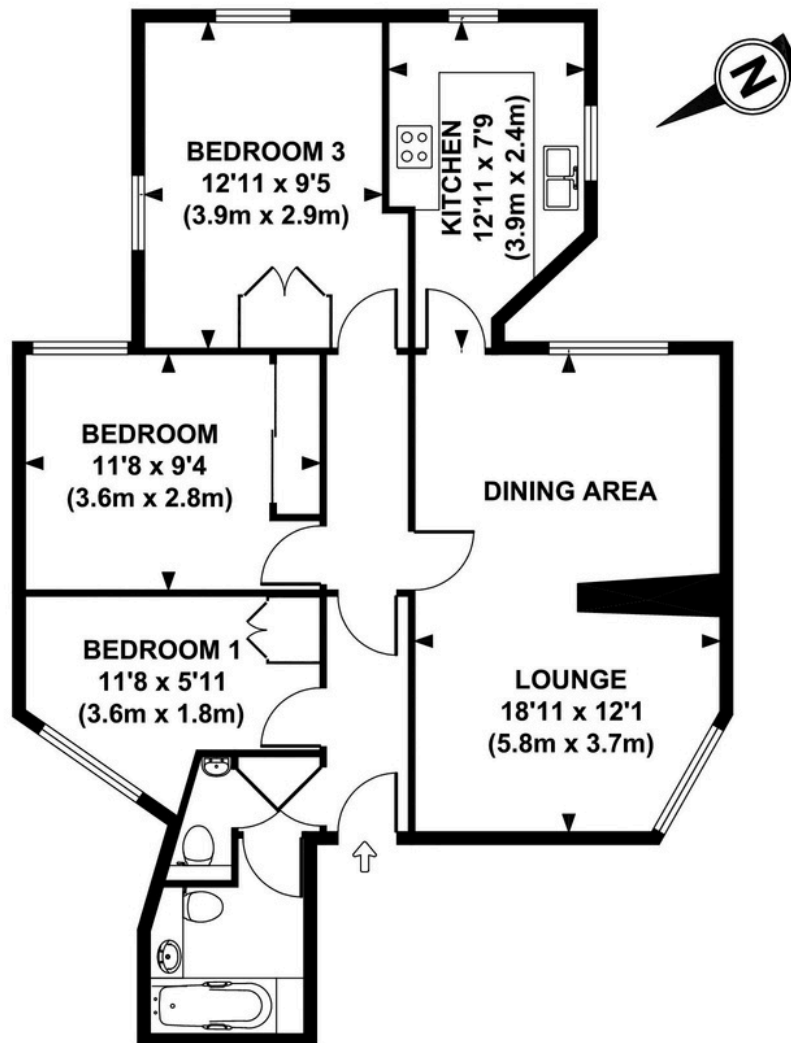 N
BEDROOM 3
12'11 x 9'5
(3.9m x 2.9m)
KITCHEN
12'11 x 7'9
(3.9m x 2.4m)
BEDROOM
11'8 x 9'4
(3.6m x 2.8m)
DINING AREA
BEDROOM 1
11'8 x 5'11
(3.6m x 1.8m)
LOUNGE
18'11 x 12'1
(5.8m x 3.7m)